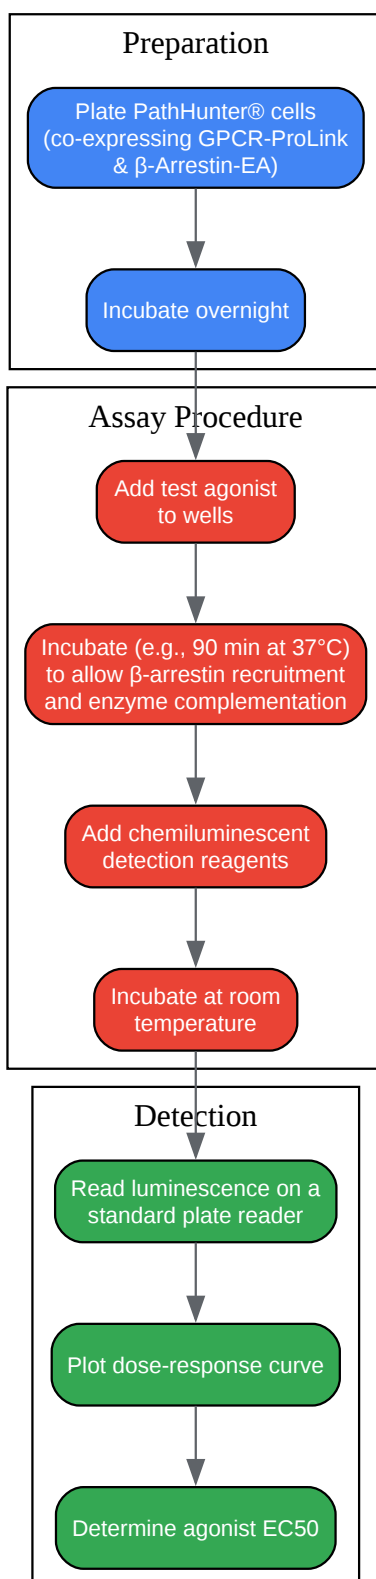 Preparation
Plate PathHunter® cells
(co-expressing GPCR-ProLink
& β-Arrestin-EA)
Incubate overnight
Assay Procedure
Add test agonist
to wells
Incubate (e.g., 90 min at 37°C)
to allow β-arrestin recruitment
and enzyme complementation
Add chemiluminescent
detection reagents
Incubate at room
temperature
Detection
Read luminescence on a
standard plate reader
Plot dose-response curve
Determine agonist EC50